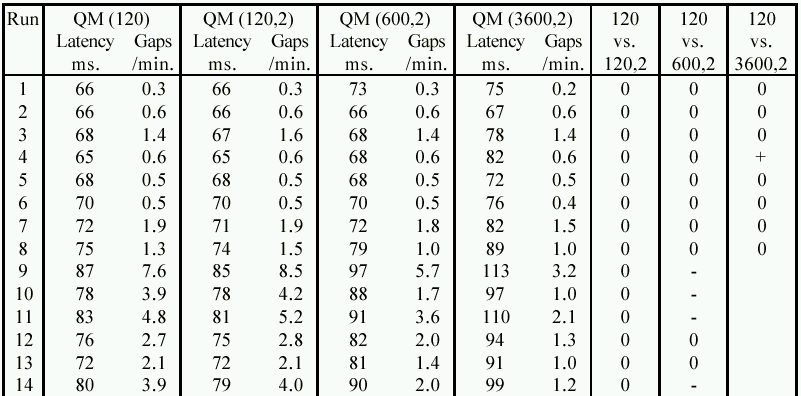 Run QM (120) QM (120,2) QM (600,2) QM (3600,2) 120 120 120
Latency Gaps Latency Gaps Latency Gaps Latency Gaps vs. vs. vs.
ms. /min. ms. /min. ms. /min. ms. /min. 120,2 600,2 3600,2
1 66 0.3 66 0.3 73 0.3 75 0.2 0 0 0
2 66 0.6 66 0.6 66 0.6 67 0.6 0 0 0
3 68 1.4 67 1.6 68 1.4 78 1.4 0 0 0
4 65 0.6 65 0.6 68 0.6 82 0.6 0 0 +
5 68 0.5 68 0.5 68 0.5 72 0.5 0 0 0
6 70 0.5 70 0.5 70 0.5 76 0.4 0 0 0
7 72 1.9 71 1.9 72 1.8 82 1.5 0 0 0
8 75 1.3 74 1.5 79 1.0 89 1.0 0 0 0
9 87 7.6 85 8.5 97 5.7 113 3.2 0 -
10 78 3.9 78 4.2 88 1.7 97 1.0 0 -
11 83 4.8 81 5.2 91 3.6 110 2.1 0 -
12 76 2.7 75 2.8 82 2.0 94 1.3 0 0
13 72 2.1 72 2.1 81 1.4 91 1.0 0 0
14 80 3.9 79 4.0 90 2.0 99 1.2 0 -